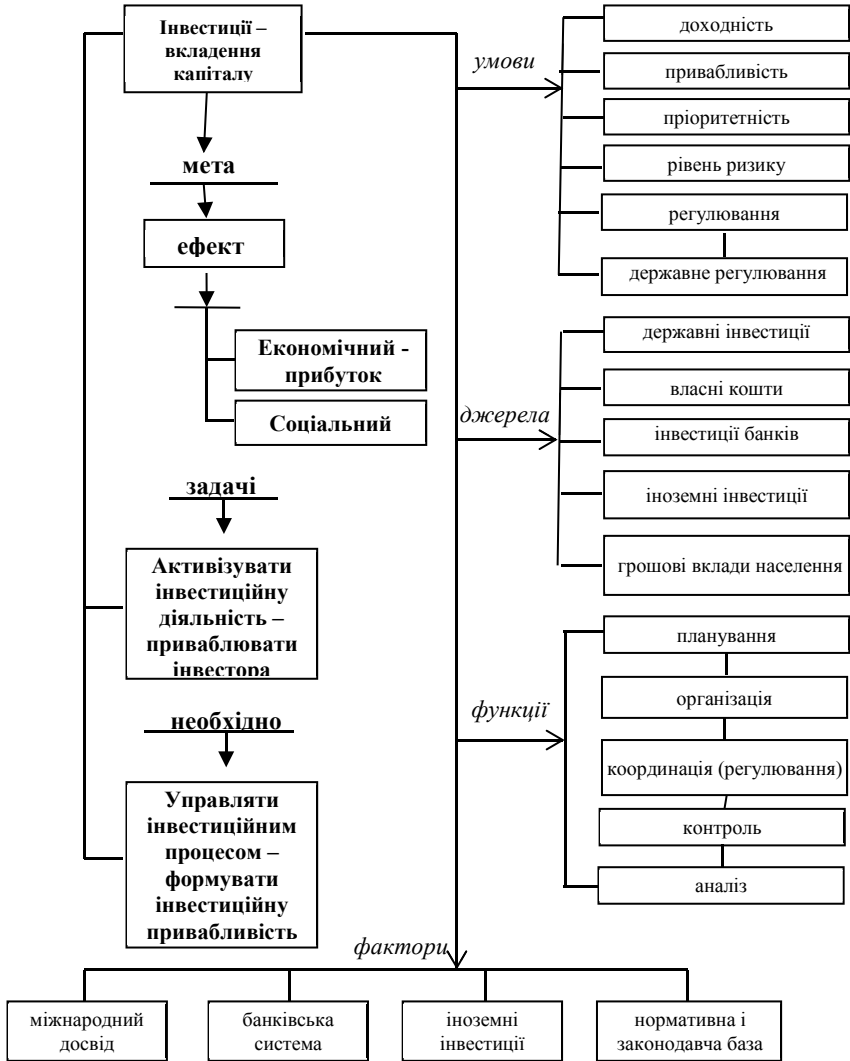 Інвестиції –
вкладення
капіталу
мета
ефект
Економічний -
прибуток
Соціальний
задачі
Активізувати
інвестиційну
діяльність –
приваблювати
інвестора
необхідно
Управляти
інвестиційним
процесом –
формувати
інвестиційну
привабливість
умови
доходність
привабливість
пріоритетність
рівень ризику
регулювання
державне регулювання
джерела
державні інвестиції
власні кошти
інвестиції банків
іноземні інвестиції
грошові вклади населення
функції
планування
організація
координація (регулювання)
контроль
аналіз
фактори
міжнародний
досвід
банківська
система
іноземні
інвестиції
нормативна і
законодавча база